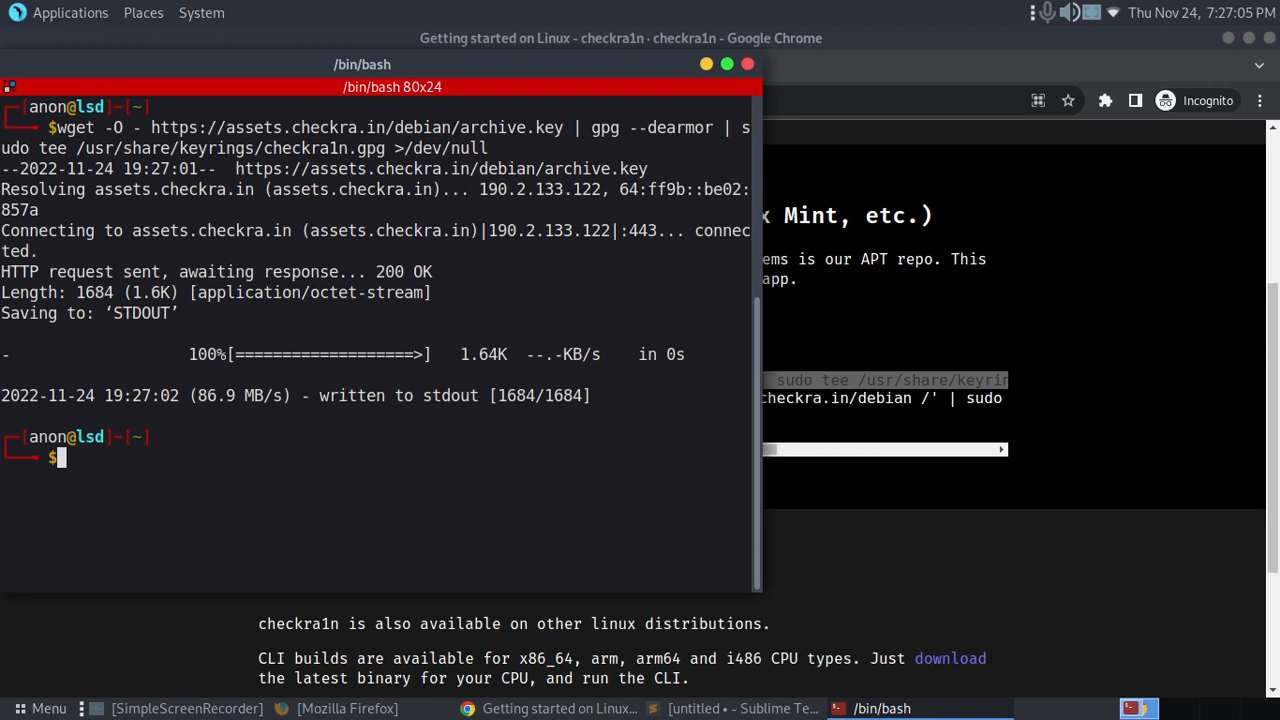 Applications Places System
Thu Nov 24, 7:27:05 PM
Getting started on Linux - checkra1n · checkra1n - Google Chrome
/bin/bash
/bin/bash 80x24
Incognito
┌─[anon@lsd]─[~]
└──╼ $wget -O - https://assets.checkra.in/debian/archive.key | gpg --dearmor | s
udo tee /usr/share/keyrings/checkra1n.gpg >/dev/null
--2022-11-24 19:27:01-- https://assets.checkra.in/debian/archive.key
Resolving assets.checkra.in (assets.checkra.in)... 190.2.133.122, 64:ff9b::be02:
857a
Connecting to assets.checkra.in (assets.checkra.in)|190.2.133.122|:443... connec
ted.
HTTP request sent, awaiting response... 200 OK
Length: 1684 (1.6K) [application/octet-stream]
Saving to: ‘STDOUT’
- 100%[===================>] 1.64K --.-KB/s in 0s
2022-11-24 19:27:02 (86.9 MB/s) - written to stdout [1684/1684]
┌─[anon@lsd]─[~]
└──╼ $
x Mint, etc.)
ems is our APT repo. This
app.
sudo tee /usr/share/keyrin
checkra.in/debian /' | sudo
checkra1n is also available on other linux distributions.
CLI builds are available for x86_64, arm, arm64 and i486 CPU types. Just download
the latest binary for your CPU, and run the CLI.
Menu [SimpleScreenRecorder] [Mozilla Firefox] Getting started on Linux... [untitled • - Sublime Te... /bin/bash